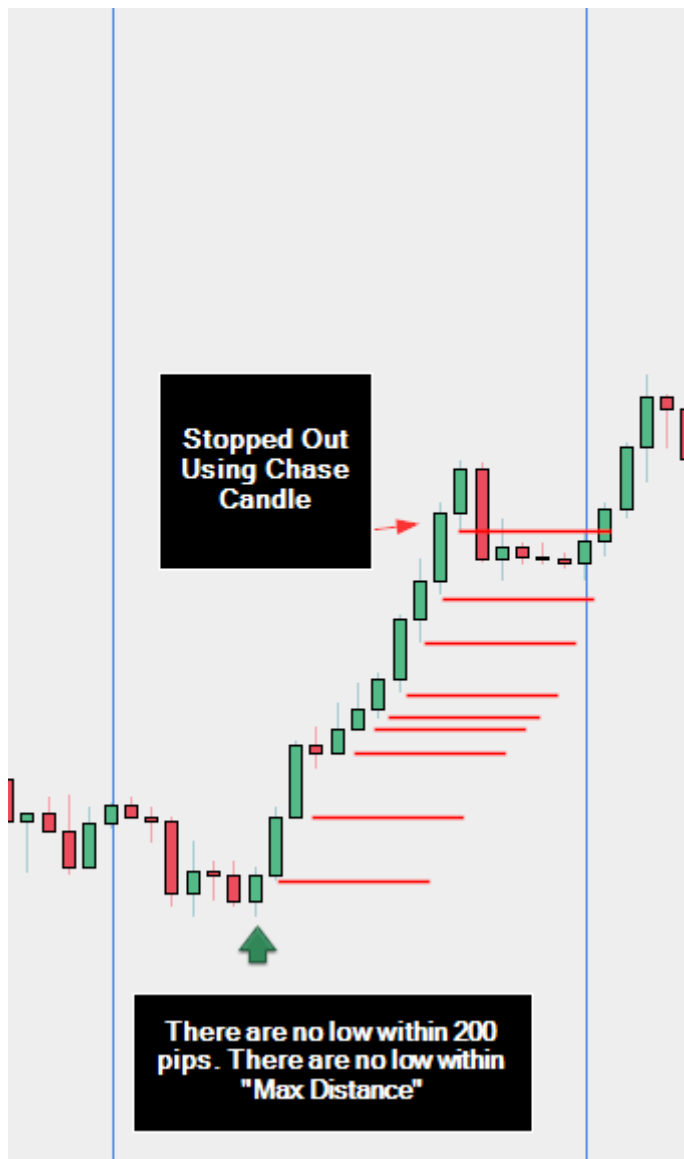 Stopped Out
Using Chase
Candle
There are no low within 200
pips. There are no low within
"Max Distance"